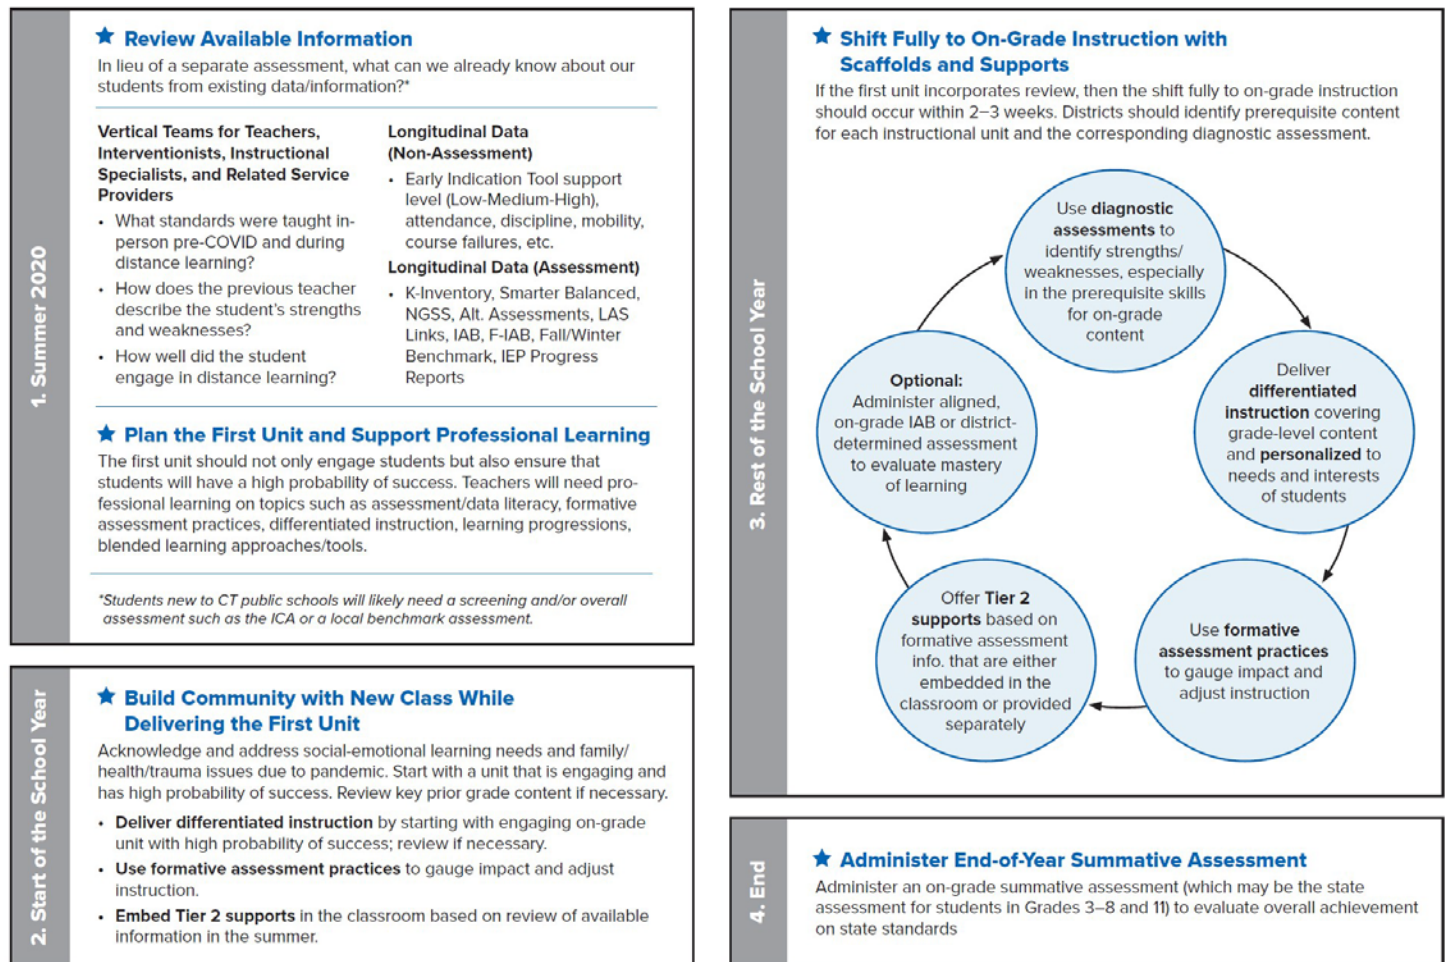 1. Summer 2020
★ Review Available Information
In lieu of a separate assessment, what can we already know about our
students from existing data/information?*
Vertical Teams for Teachers,
Interventionists, Instructional
Specialists, and Related Service
Providers
• What standards were taught in-
person pre-COVID and during
distance learning?
• How does the previous teacher
describe the student's strengths
and weaknesses?
• How well did the student
engage in distance learning?
Longitudinal Data
(Non-Assessment)
• Early Indication Tool support
level (Low-Medium-High),
attendance, discipline, mobility,
course failures, etc.
Longitudinal Data (Assessment)
• K-Inventory, Smarter Balanced,
NGSS, Alt. Assessments, LAS
Links, IAB, F-IAB, Fall/Winter
Benchmark, IEP Progress
Reports
★ Plan the First Unit and Support Professional Learning
The first unit should not only engage students but also ensure that
students will have a high probability of success. Teachers will need pro-
fessional learning on topics such as assessment/data literacy, formative
assessment practices, differentiated instruction, learning progressions,
blended learning approaches/tools.
*Students new to CT public schools will likely need a screening and/or overall
assessment such as the ICA or a local benchmark assessment.
2. Start of the School Year
★ Build Community with New Class While
Delivering the First Unit
Acknowledge and address social-emotional learning needs and family/
health/trauma issues due to pandemic. Start with a unit that is engaging and
has high probability of success. Review key prior grade content if necessary.
• Deliver differentiated instruction by starting with engaging on-grade
unit with high probability of success; review if necessary.
• Use formative assessment practices to gauge impact and adjust
instruction.
• Embed Tier 2 supports in the classroom based on review of available
information in the summer.
3. Rest of the School Year
★ Shift Fully to On-Grade Instruction with
Scaffolds and Supports
If the first unit incorporates review, then the shift fully to on-grade instruction
should occur within 2–3 weeks. Districts should identify prerequisite content
for each instructional unit and the corresponding diagnostic assessment.
Use diagnostic
assessments to
identify strengths/
weaknesses, especially
in the prerequisite skills
for on-grade
content
Deliver
differentiated
instruction covering
grade-level content
and personalized to
needs and interests
of students
Use formative
assessment practices
to gauge impact and
adjust instruction
Offer Tier 2
supports based on
formative assessment
info. that are either
embedded in the
classroom or provided
separately
Optional:
Administer aligned,
on-grade IAB or district-
determined assessment
to evaluate mastery
of learning
4. End
★ Administer End-of-Year Summative Assessment
Administer an on-grade summative assessment (which may be the state
assessment for students in Grades 3–8 and 11) to evaluate overall achievement
on state standards